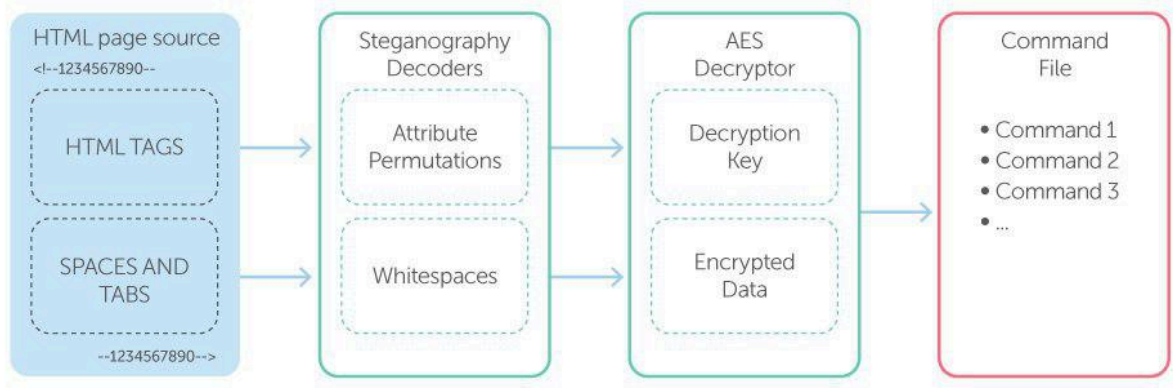 HTML page source
<!--1234567890--
HTML TAGS
SPACES AND
TABS
--1234567890-->
Steganography
Decoders
Attribute
Permutations
Whitespaces
AES
Decryptor
Decryption
Key
Encrypted
Data
Command
File
• Command 1
• Command 2
• Command 3
• ...